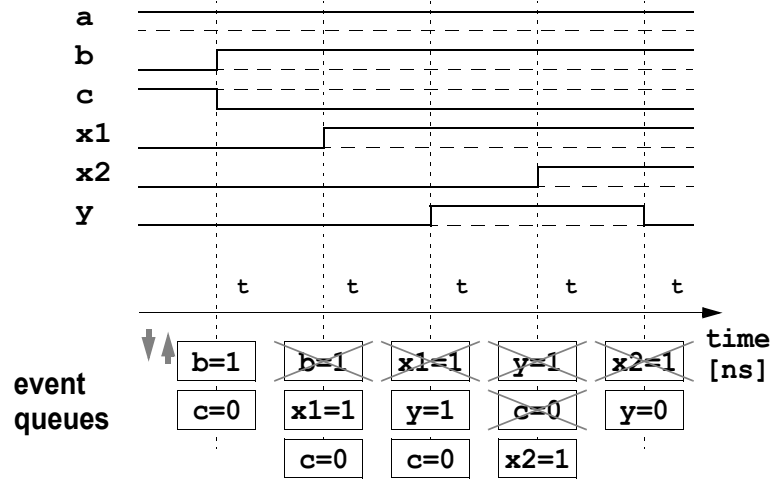 a
b
c
x1
x2
y
t t t t t
time
[ns]
event
queues
b=1 b=1 x1=1 y=1 x2=1
c=0 x1=1 y=1 c=0 y=0
c=0 c=0 x2=1